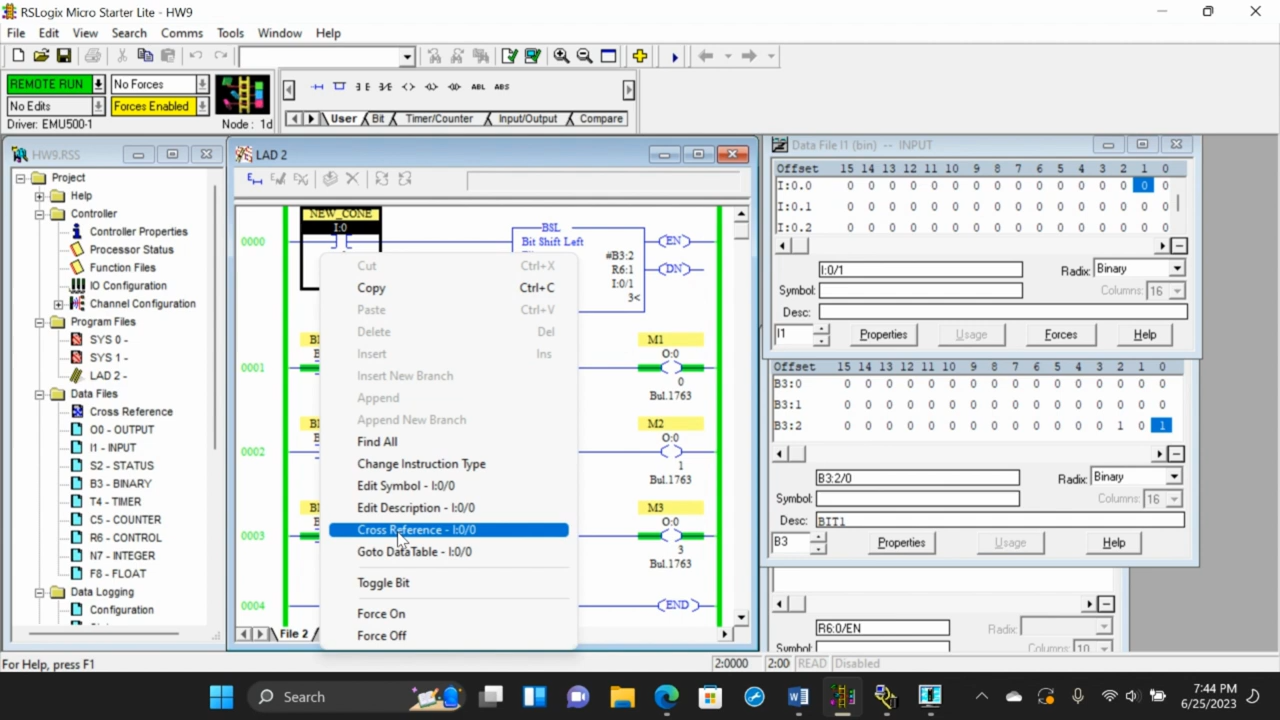 RSLogix Micro Starter Lite - HW9
File Edit View Search Comms Tools Window Help
REMOTE RUN No Forces
No Edits Forces Enabled
Driver: EMU500-1 Node: 1d
ABL ABS
User Bit Timer/Counter Input/Output Compare
HW9.RSS
Project
Help
Controller
Controller Properties
Processor Status
Function Files
IO Configuration
Channel Configuration
Program Files
SYS 0 -
SYS 1 -
LAD 2 -
Data Files
Cross Reference
O0 - OUTPUT
I1 - INPUT
S2 - STATUS
B3 - BINARY
T4 - TIMER
C5 - COUNTER
R6 - CONTROL
N7 - INTEGER
F8 - FLOAT
Data Logging
Configuration
LAD 2
NEW_CONE
I:0
0000
BSL
Bit Shift Left
#B3:2
R6:1
I:0/1
3<
EN
DN
0001
M1
O:0
0
Bul.1763
0002
M2
O:0
1
Bul.1763
0003
M3
O:0
3
Bul.1763
0004
END
File 2
Cut Ctrl+X
Copy Ctrl+C
Paste Ctrl+V
Delete Del
Insert Ins
Insert New Branch
Append
Append New Branch
Find All
Change Instruction Type
Edit Symbol - I:0/0
Edit Description - I:0/0
Cross Reference - I:0/0
Goto DataTable - I:0/0
Toggle Bit
Force On
Force Off
Data File I1 (bin) -- INPUT
Offset 15 14 13 12 11 10 9 8 7 6 5 4 3 2 1 0
I:0.0 0 0 0 0 0 0 0 0 0 0 0 0 0 0 0 0
I:0.1 0 0 0 0 0 0 0 0 0 0 0 0 0 0 0 0
I:0.2 0 0 0 0 0 0 0 0 0 0 0 0 0 0 0 0
I:0/1 Radix: Binary
Symbol: Columns: 16
Desc:
I1 Properties Usage Forces Help
Offset 15 14 13 12 11 10 9 8 7 6 5 4 3 2 1 0
B3:0 0 0 0 0 0 0 0 0 0 0 0 0 0 0 0 0
B3:1 0 0 0 0 0 0 0 0 0 0 0 0 0 0 0 0
B3:2 0 0 0 0 0 0 0 0 0 0 0 0 0 1 0 1
B3:2/0 Radix: Binary
Symbol: Columns: 16
Desc: BIT1
B3 Properties Usage Help
R6:0/EN Radix:
Symbol: Columns: 10
For Help, press F1
2:0000 2:00 READ Disabled
Search
7:44 PM
6/25/2023